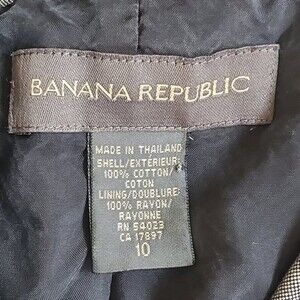 BANANA REPUBLIC
MADE IN THAILAND
SHELL/EXTÉRIEUR:
100% COTTON/
COTON
LINING/DOUBLURE:
100% RAYON/
RAYONNE
RN 54023
CA 17897
10